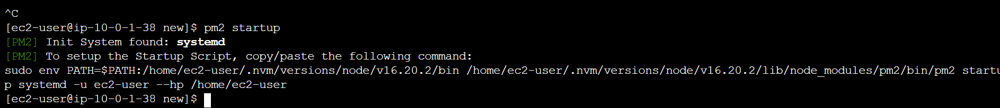 ^C
[ec2-user@ip-10-0-1-38 new]$ pm2 startup
[PM2] Init System found: systemd
[PM2] To setup the Startup Script, copy/paste the following command:
sudo env PATH=$PATH:/home/ec2-user/.nvm/versions/node/v16.20.2/bin /home/ec2-user/.nvm/versions/node/v16.20.2/lib/node_modules/pm2/bin/pm2 startu
p systemd -u ec2-user --hp /home/ec2-user
[ec2-user@ip-10-0-1-38 new]$